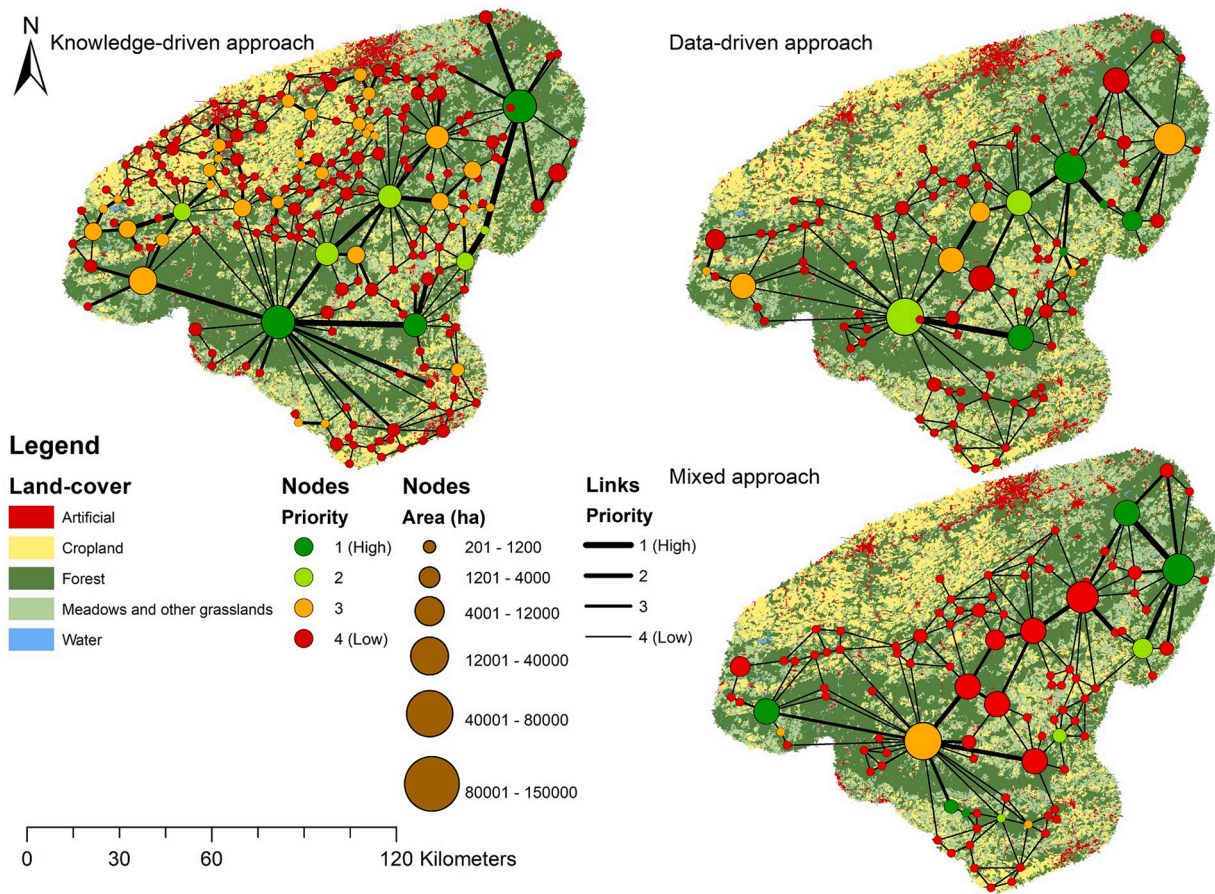 N
Knowledge-driven approach
Data-driven approach
Mixed approach
Legend
Land-cover
Artificial
Cropland
Forest
Meadows and other grasslands
Water
Nodes
Priority
1 (High)
2
3
4 (Low)
Nodes
Area (ha)
201 - 1200
1201 - 4000
4001 - 12000
12001 - 40000
40001 - 80000
80001 - 150000
Links
Priority
1 (High)
2
3
4 (Low)
0 30 60 120 Kilometers